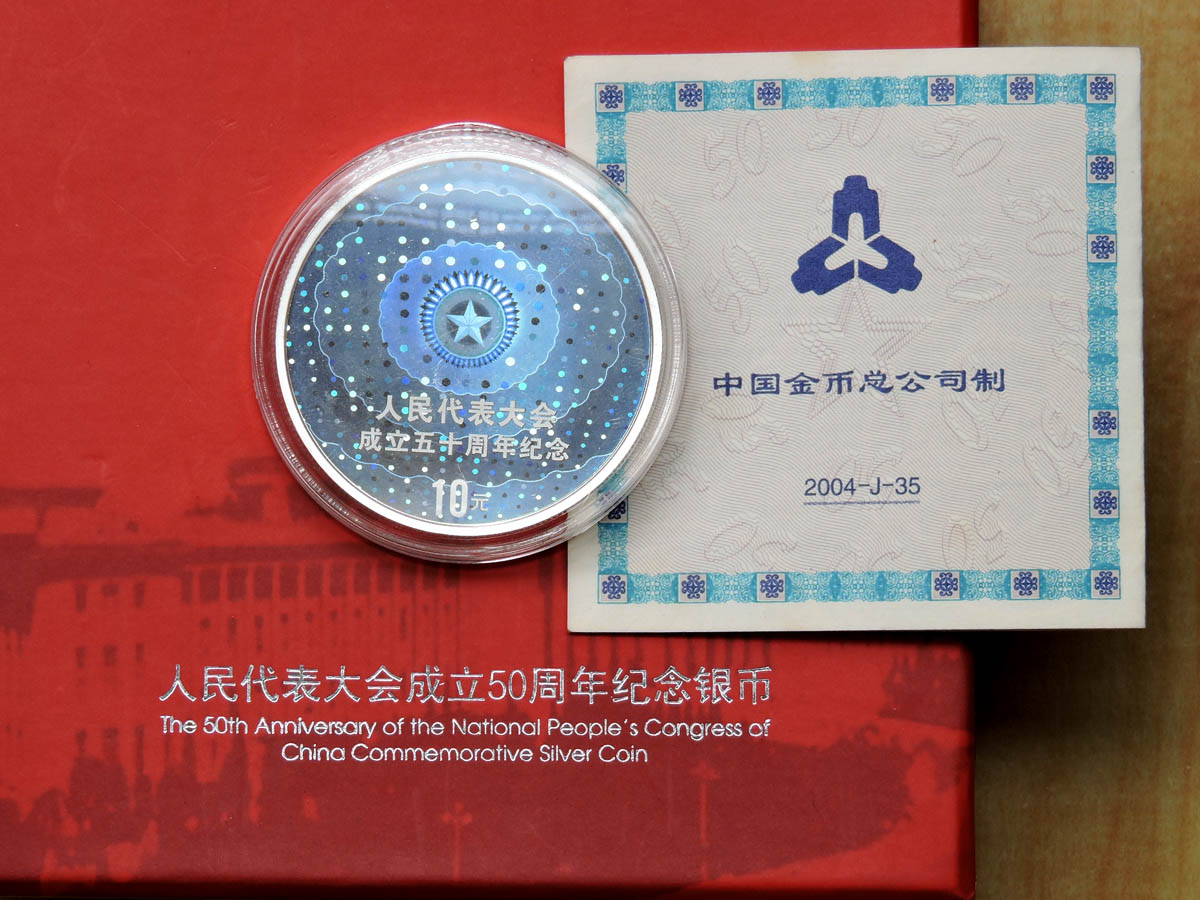 人民代表大会
成立五十周年纪念
10元
中国金币总公司制
2004-J-35
人民代表大会成立50周年纪念银币
The 50th Anniversary of the National People's Congress of
China Commemorative Silver Coin